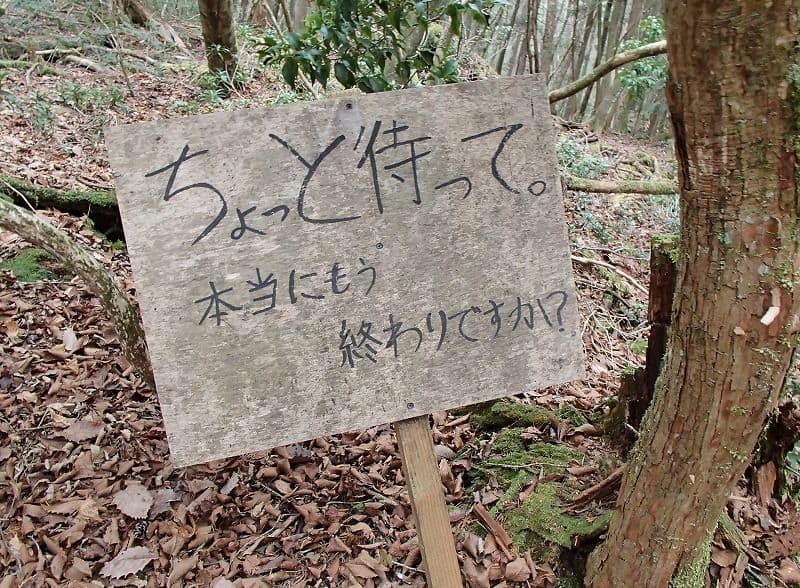 ちょっと待って。
本当にもう
終わりですか?